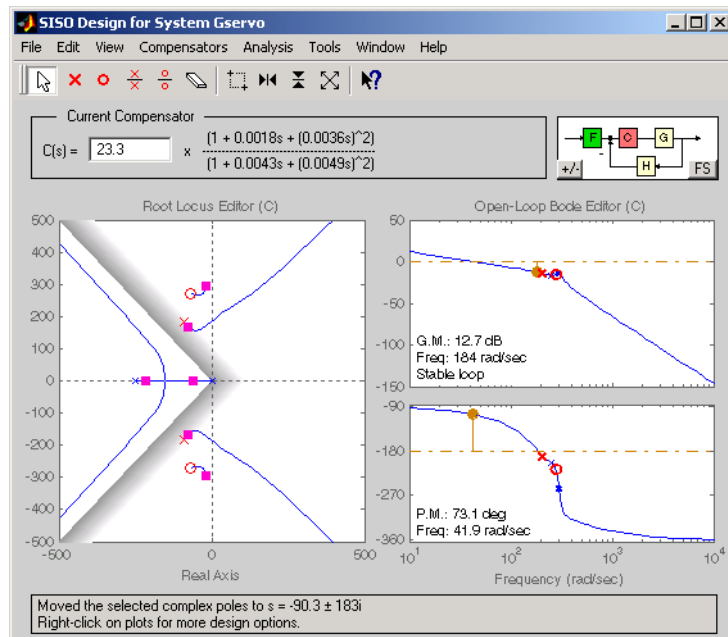 SISO Design for System Gservo
File Edit View Compensators Analysis Tools Window Help
Current Compensator
C(s) = 23.3 x (1 + 0.0018s + (0.0036s)^2)
(1 + 0.0043s + (0.0049s)^2)
F C G
H
+/- FS
Root Locus Editor (C)
500
400
300
200
100
0
-100
-200
-300
-400
-500
-500 0 500
Real Axis
Open-Loop Bode Editor (C)
50
0
-50
-100
-150
G.M.: 12.7 dB
Freq: 184 rad/sec
Stable loop
-90
-180
-270
-360
P.M.: 73.1 deg
Freq: 41.9 rad/sec
10^1 10^2 10^3 10^4
Frequency (rad/sec)
Moved the selected complex poles to s = -90.3 ± 183i
Right-click on plots for more design options.